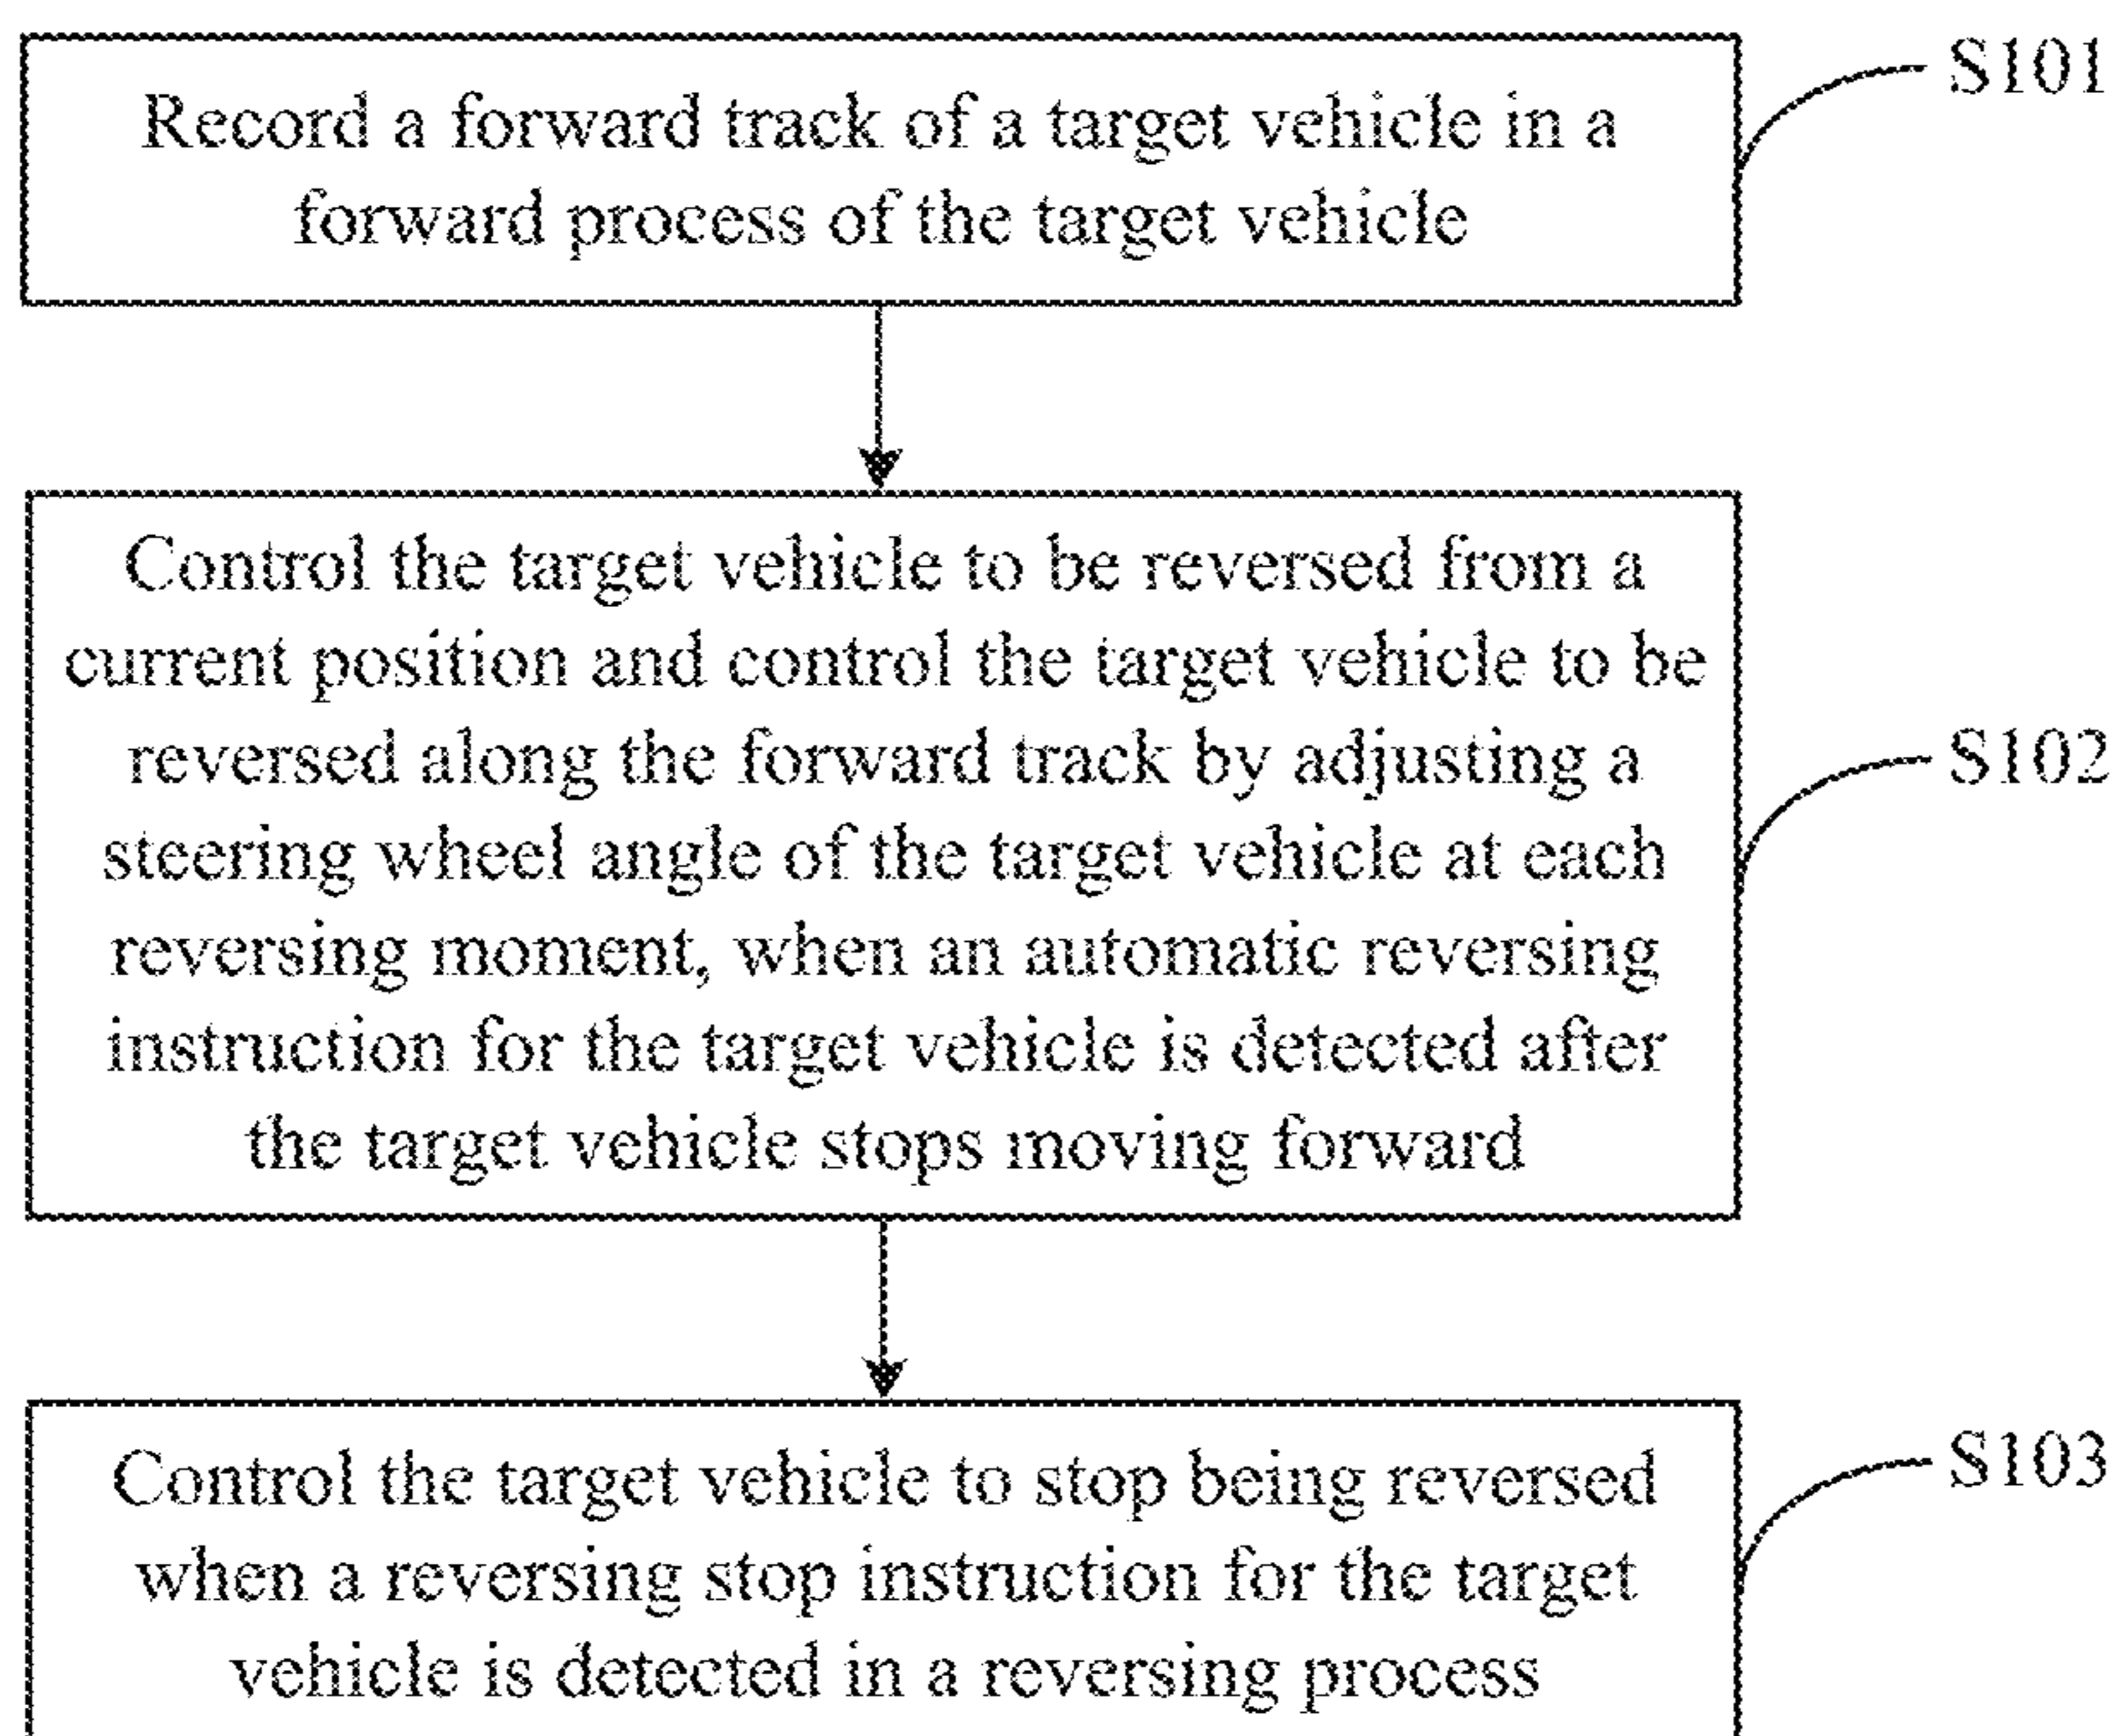 Record a forward track of a target vehicle in a
forward process of the target vehicle
S101
Control the target vehicle to be reversed from a
current position and control the target vehicle to be
reversed along the forward track by adjusting a
steering wheel angle of the target vehicle at each
reversing moment, when an automatic reversing
instruction for the target vehicle is detected after
the target vehicle stops moving forward
S102
Control the target vehicle to stop being reversed
when a reversing stop instruction for the target
vehicle is detected in a reversing process
S103